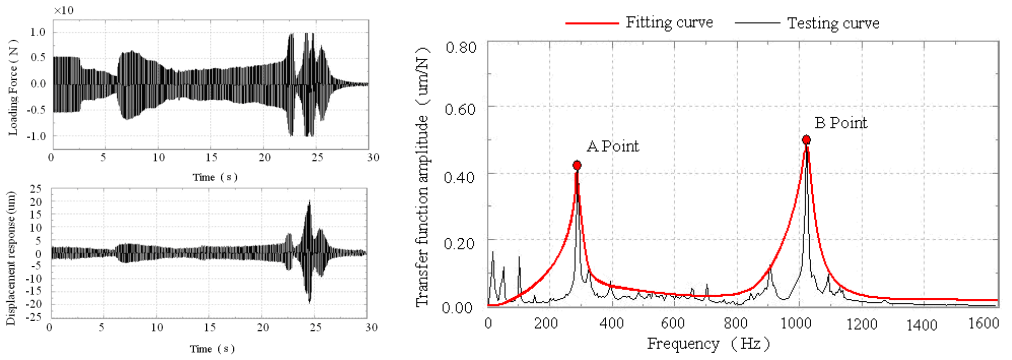 ×10
1.0
0.5
0.0
-0.5
-1.0
Loading Force ( N )
0 5 10 15 20 25 30
Time ( s )
25
20
15
10
5
0
-5
-10
-15
-20
-25
Displacement response (um)
0 5 10 15 20 25 30
Time ( s )
Fitting curve Testing curve
0.80
0.60
0.40
0.20
0.00
Transfer function amplitude ( um/N )
A Point
B Point
0 200 400 600 800 1000 1200 1400 1640
Frequency ( Hz )